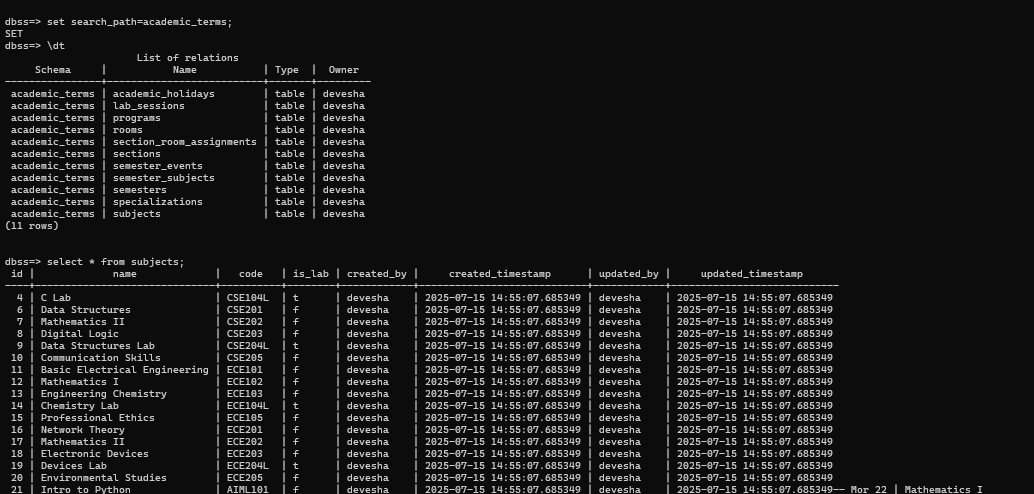 dbss=> set search_path=academic_terms;
SET
dbss=> \dt
                      List of relations
     Schema     |           Name           | Type  |  Owner
----------------+--------------------------+-------+---------
 academic_terms | academic_holidays        | table | devesha
 academic_terms | lab_sessions             | table | devesha
 academic_terms | programs                 | table | devesha
 academic_terms | rooms                    | table | devesha
 academic_terms | section_room_assignments | table | devesha
 academic_terms | sections                 | table | devesha
 academic_terms | semester_events          | table | devesha
 academic_terms | semester_subjects        | table | devesha
 academic_terms | semesters                | table | devesha
 academic_terms | specializations          | table | devesha
 academic_terms | subjects                 | table | devesha
(11 rows)
dbss=> select * from subjects;
 id |             name             |   code   | is_lab | created_by |     created_timestamp      | updated_by |     updated_timestamp
----+------------------------------+----------+--------+------------+----------------------------+------------+----------------------------
  4 | C Lab                        | CSE104L  | t      | devesha    | 2025-07-15 14:55:07.685349 | devesha    | 2025-07-15 14:55:07.685349
  6 | Data Structures              | CSE201   | f      | devesha    | 2025-07-15 14:55:07.685349 | devesha    | 2025-07-15 14:55:07.685349
  7 | Mathematics II               | CSE202   | f      | devesha    | 2025-07-15 14:55:07.685349 | devesha    | 2025-07-15 14:55:07.685349
  8 | Digital Logic                | CSE203   | f      | devesha    | 2025-07-15 14:55:07.685349 | devesha    | 2025-07-15 14:55:07.685349
  9 | Data Structures Lab          | CSE204L  | t      | devesha    | 2025-07-15 14:55:07.685349 | devesha    | 2025-07-15 14:55:07.685349
 10 | Communication Skills         | CSE205   | f      | devesha    | 2025-07-15 14:55:07.685349 | devesha    | 2025-07-15 14:55:07.685349
 11 | Basic Electrical Engineering | ECE101   | f      | devesha    | 2025-07-15 14:55:07.685349 | devesha    | 2025-07-15 14:55:07.685349
 12 | Mathematics I                | ECE102   | f      | devesha    | 2025-07-15 14:55:07.685349 | devesha    | 2025-07-15 14:55:07.685349
 13 | Engineering Chemistry        | ECE103   | f      | devesha    | 2025-07-15 14:55:07.685349 | devesha    | 2025-07-15 14:55:07.685349
 14 | Chemistry Lab                | ECE104L  | t      | devesha    | 2025-07-15 14:55:07.685349 | devesha    | 2025-07-15 14:55:07.685349
 15 | Professional Ethics          | ECE105   | f      | devesha    | 2025-07-15 14:55:07.685349 | devesha    | 2025-07-15 14:55:07.685349
 16 | Network Theory               | ECE201   | f      | devesha    | 2025-07-15 14:55:07.685349 | devesha    | 2025-07-15 14:55:07.685349
 17 | Mathematics II               | ECE202   | f      | devesha    | 2025-07-15 14:55:07.685349 | devesha    | 2025-07-15 14:55:07.685349
 18 | Electronic Devices           | ECE203   | f      | devesha    | 2025-07-15 14:55:07.685349 | devesha    | 2025-07-15 14:55:07.685349
 19 | Devices Lab                  | ECE204L  | t      | devesha    | 2025-07-15 14:55:07.685349 | devesha    | 2025-07-15 14:55:07.685349
 20 | Environmental Studies        | ECE205   | f      | devesha    | 2025-07-15 14:55:07.685349 | devesha    | 2025-07-15 14:55:07.685349
 21 | Intro to Python              | AIML101  | f      | devesha    | 2025-07-15 14:55:07.685349 | devesha    | 2025-07-15 14:55:07.685349-- Mor 22 | Mathematics I